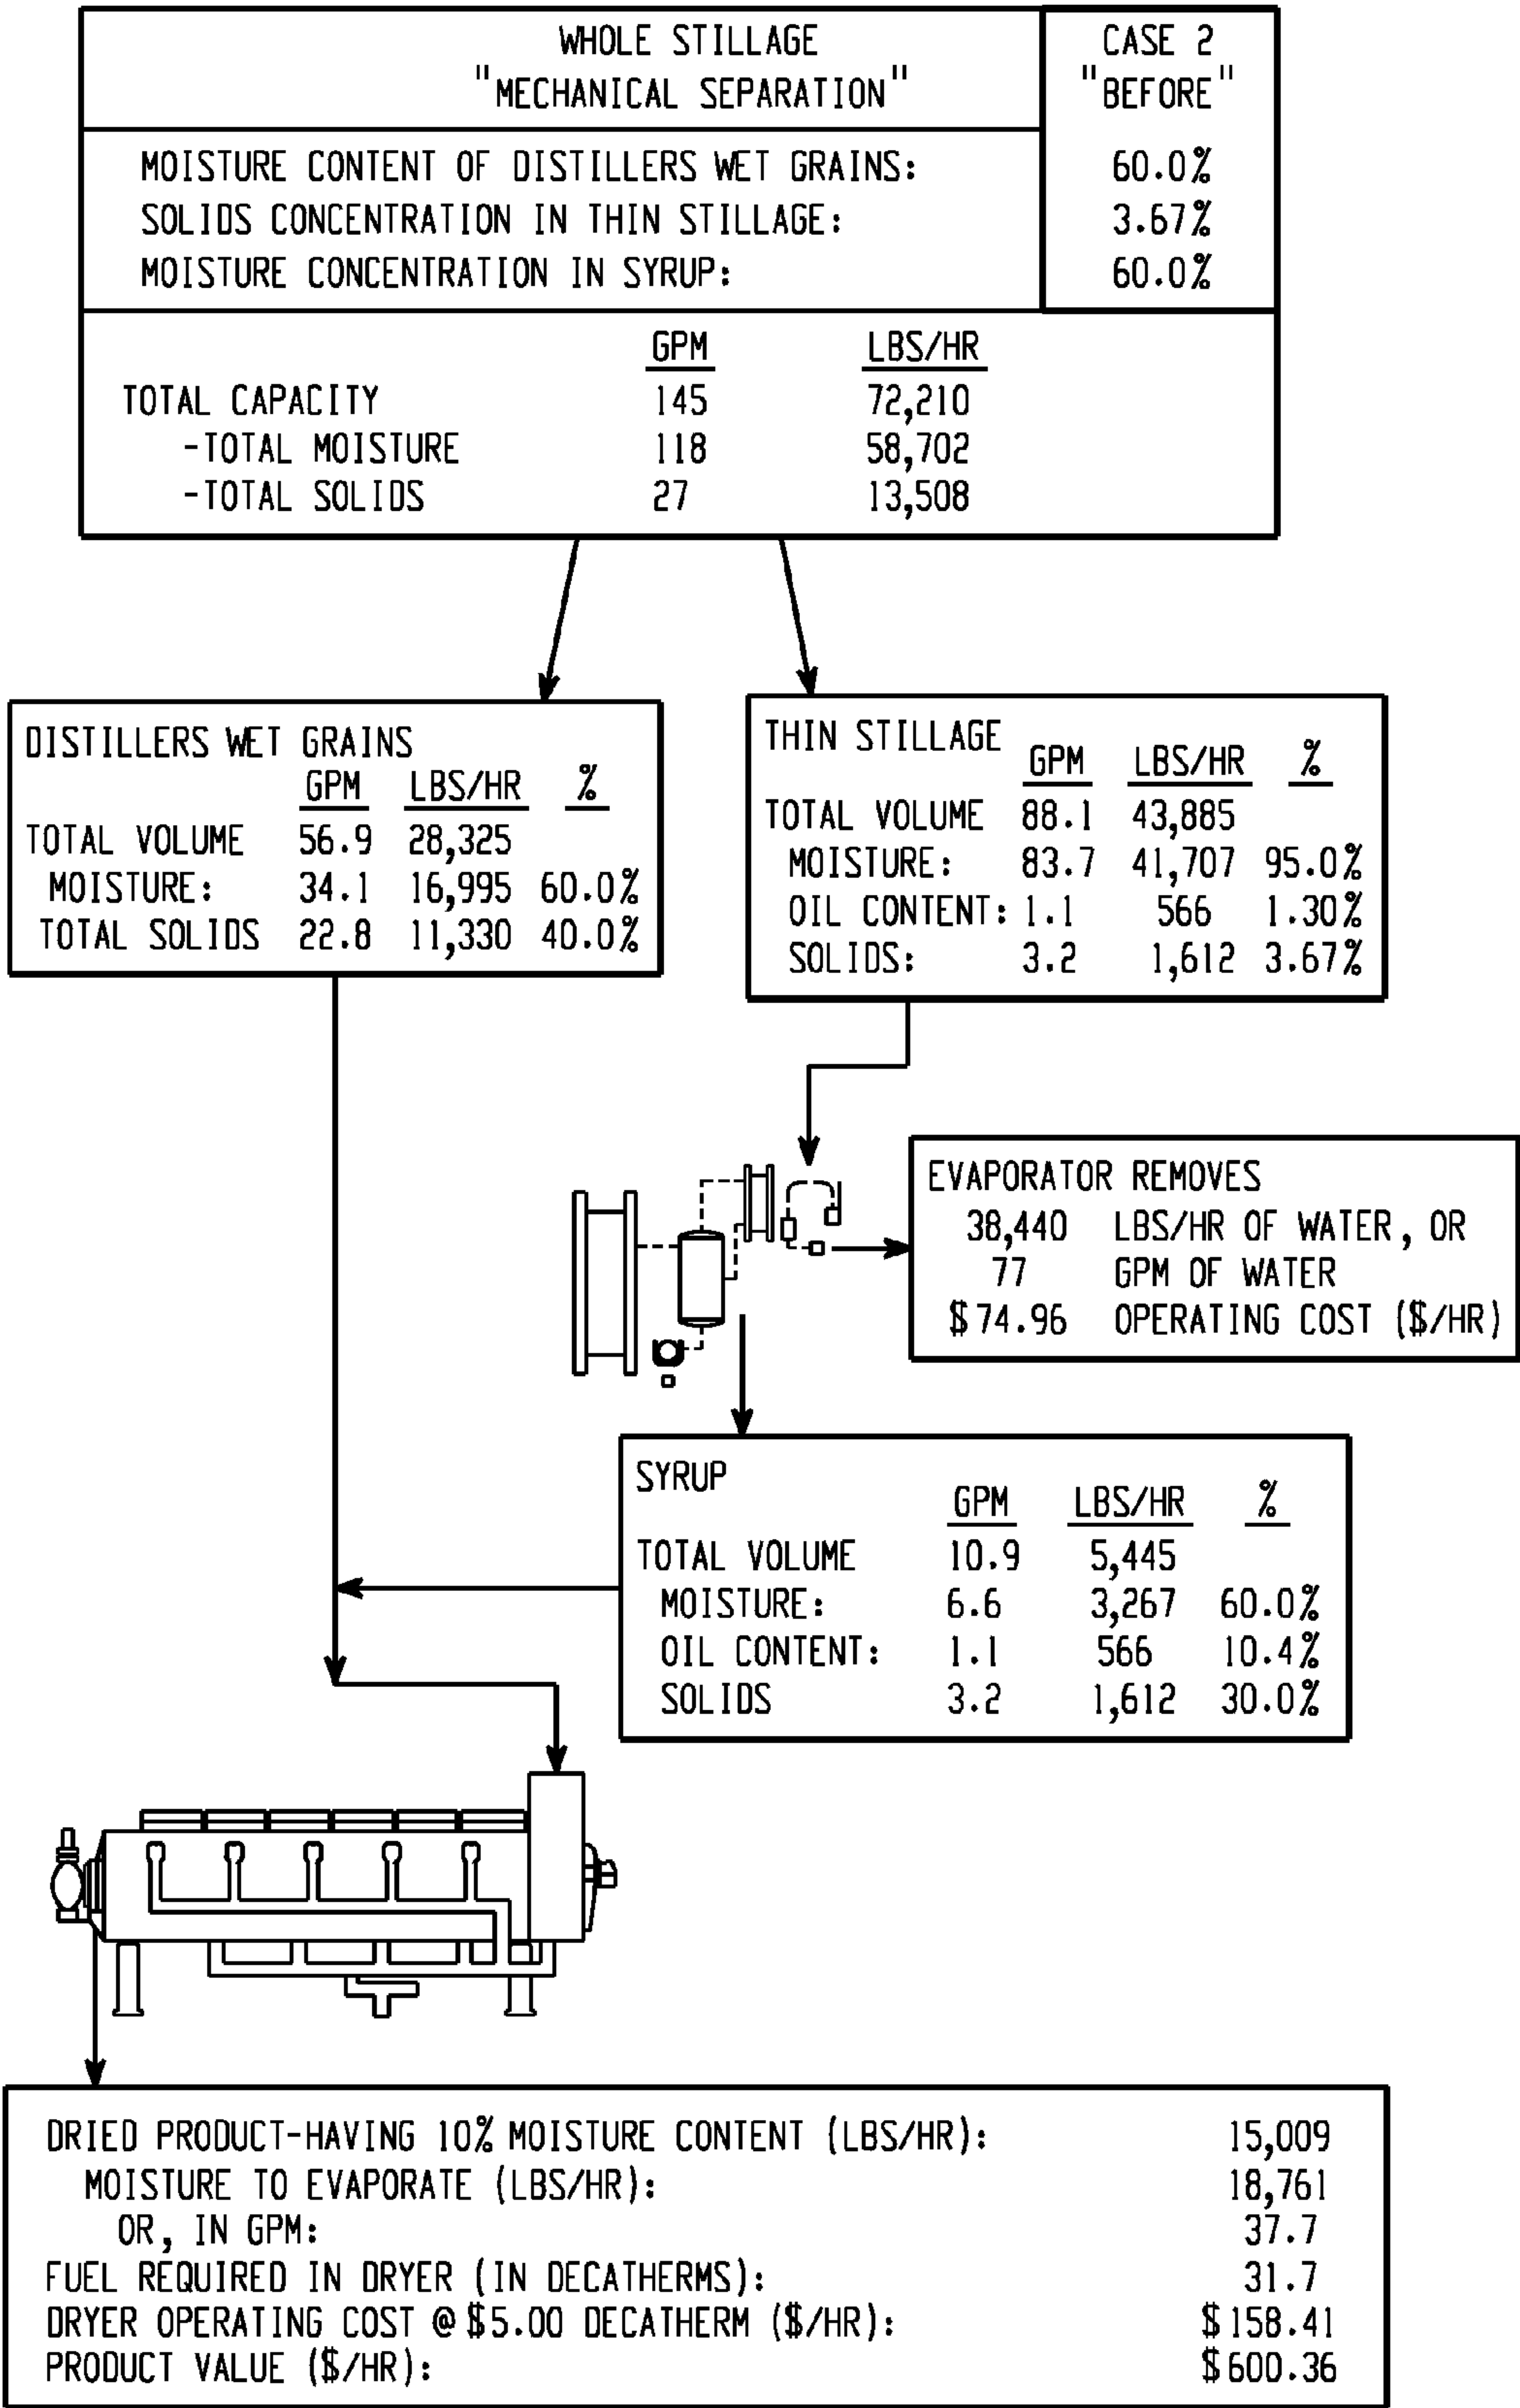 WHOLE STILLAGE
"MECHANICAL SEPARATION"
CASE 2
"BEFORE"
MOISTURE CONTENT OF DISTILLERS WET GRAINS: 60.0%
SOLIDS CONCENTRATION IN THIN STILLAGE: 3.67%
MOISTURE CONCENTRATION IN SYRUP: 60.0%
GPM LBS/HR
TOTAL CAPACITY 145 72,210
-TOTAL MOISTURE 118 58,702
-TOTAL SOLIDS 27 13,508
DISTILLERS WET GRAINS
GPM LBS/HR %
TOTAL VOLUME 56.9 28,325
MOISTURE: 34.1 16,995 60.0%
TOTAL SOLIDS 22.8 11,330 40.0%
THIN STILLAGE GPM LBS/HR %
TOTAL VOLUME 88.1 43,885
MOISTURE: 83.7 41,707 95.0%
OIL CONTENT: 1.1 566 1.30%
SOLIDS: 3.2 1,612 3.67%
EVAPORATOR REMOVES
38,440 LBS/HR OF WATER, OR
77 GPM OF WATER
$74.96 OPERATING COST ($/HR)
SYRUP
GPM LBS/HR %
TOTAL VOLUME 10.9 5,445
MOISTURE: 6.6 3,267 60.0%
OIL CONTENT: 1.1 566 10.4%
SOLIDS 3.2 1,612 30.0%
DRIED PRODUCT-HAVING 10% MOISTURE CONTENT (LBS/HR): 15,009
MOISTURE TO EVAPORATE (LBS/HR): 18,761
OR, IN GPM: 37.7
FUEL REQUIRED IN DRYER (IN DECATHERMS): 31.7
DRYER OPERATING COST @ $5.00 DECATHERM ($/HR): $158.41
PRODUCT VALUE ($/HR): $600.36